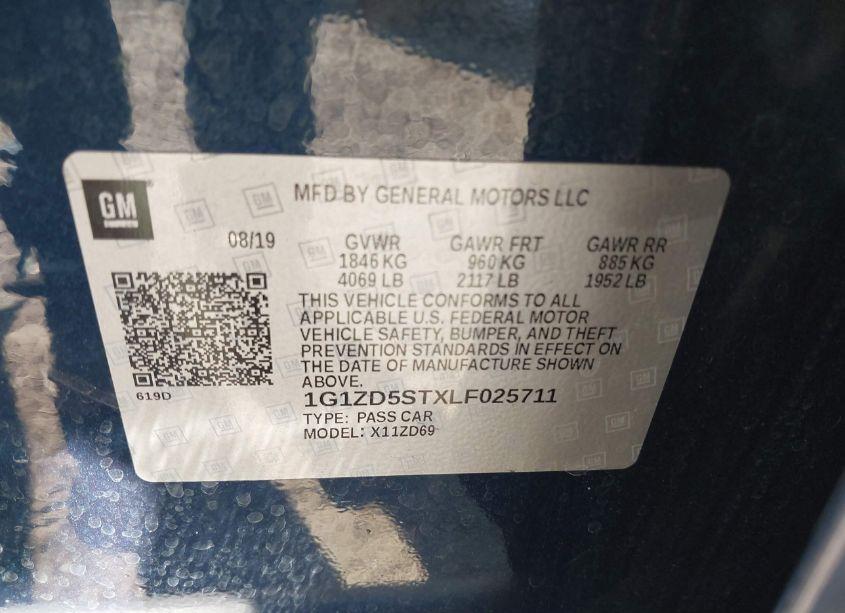 GM
MFD BY GENERAL MOTORS LLC
08/19
GVWR GAWR FRT GAWR RR
1846 KG 960 KG 885 KG
4069 LB 2117 LB 1952 LB
THIS VEHICLE CONFORMS TO ALL
APPLICABLE U.S. FEDERAL MOTOR
VEHICLE SAFETY, BUMPER, AND THEFT
PREVENTION STANDARDS IN EFFECT ON
THE DATE OF MANUFACTURE SHOWN
ABOVE.
619D
1G1ZD5STXLF025711
TYPE: PASS CAR
MODEL: X11ZD69